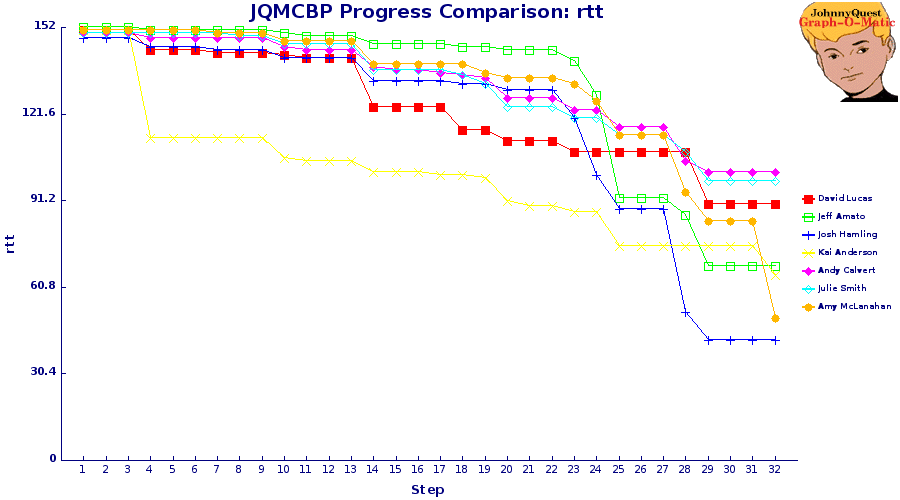 JQMCBP Progress Comparison: rtt
JohnnyQuest
Graph-O-Matic
152
121.6
91.2
60.8
30.4
0
rtt
1 2 3 4 5 6 7 8 9 10 11 12 13 14 15 16 17 18 19 20 21 22 23 24 25 26 27 28 29 30 31 32
Step
David Lucas
Jeff Amato
Josh Hamling
Kai Anderson
Andy Calvert
Julie Smith
Amy McLanahan